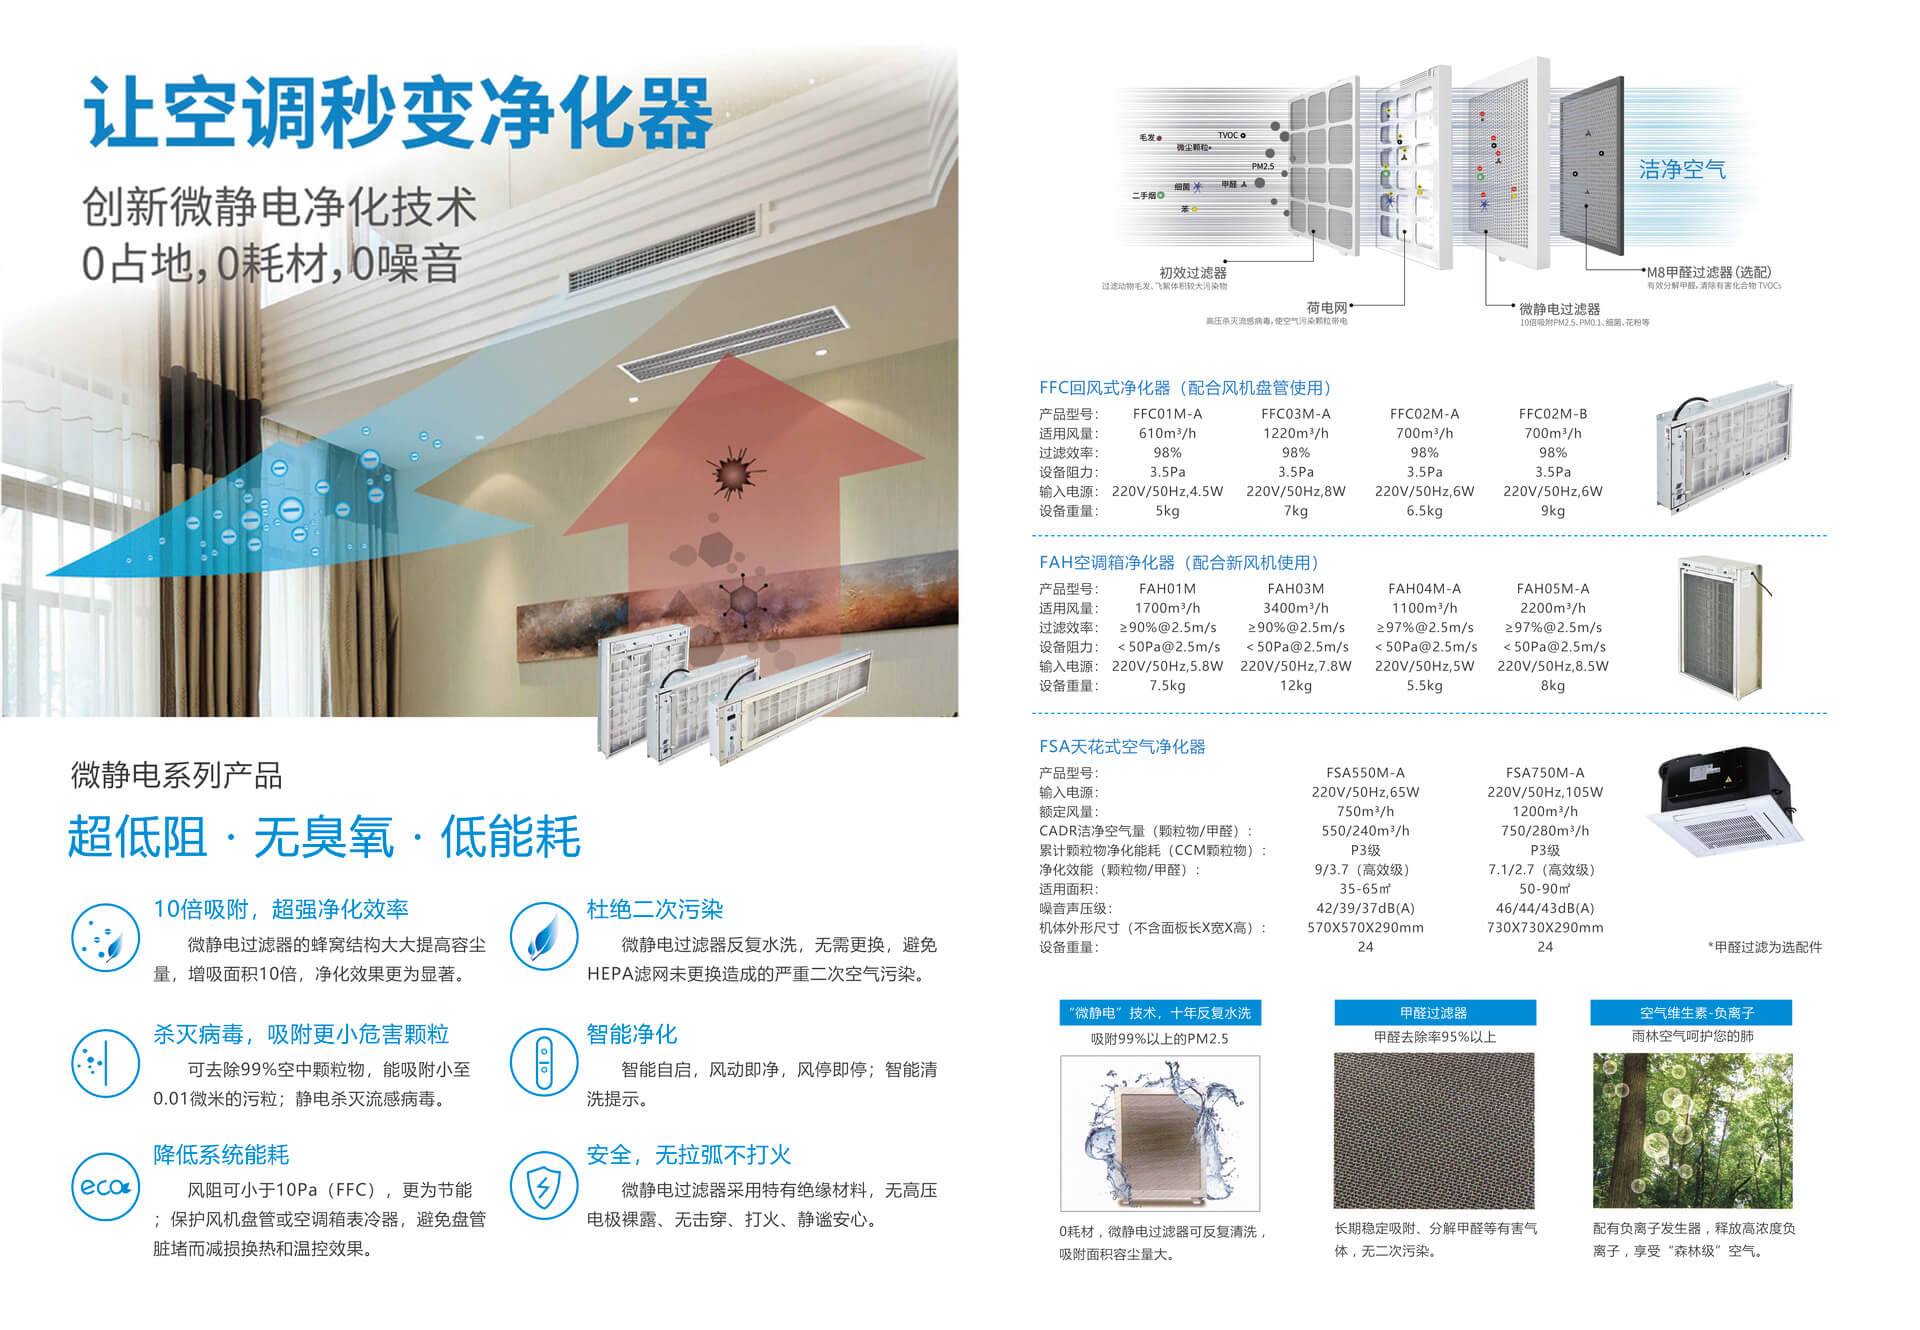 让空调秒变净化器
创新微静电净化技术
0占地,0耗材,0噪音
微静电系列产品
超低阻·无臭氧·低能耗
10倍吸附，超强净化效率
微静电过滤器的蜂窝结构大大提高容尘
量，增吸面积10倍，净化效果更为显著。
杀灭病毒，吸附更小危害颗粒
可去除99%空中颗粒物，能吸附小至
0.01微米的污粒；静电杀灭流感病毒。
eco
降低系统能耗
风阻可小于10Pa（FFC），更为节能
；保护风机盘管或空调箱表冷器，避免盘管
脏堵而减损换热和温控效果。
杜绝二次污染
微静电过滤器反复水洗，无需更换，避免
HEPA滤网未更换造成的严重二次空气污染。
智能净化
智能自启，风动即净，风停即停；智能清
洗提示。
安全，无拉弧不打火
微静电过滤器采用特有绝缘材料，无高压
电极裸露、无击穿、打火、静谧安心。
毛发
TVOC
微尘颗粒
PM2.5
细菌
甲醛
二手烟
苯
洁净空气
初效过滤器
过滤动物毛发、飞絮体积较大污染物
荷电网
高压杀灭流感病毒，使空气污染颗粒带电
微静电过滤器
10倍吸附PM2.5、PM0.1、细菌、花粉等
M8甲醛过滤器（选配）
有效分解甲醛，清除有害化合物 TVOCs
FFC回风式净化器（配合风机盘管使用）
产品型号： FFC01M-A FFC03M-A FFC02M-A FFC02M-B
适用风量： 610m³/h 1220m³/h 700m³/h 700m³/h
过滤效率： 98% 98% 98% 98%
设备阻力： 3.5Pa 3.5Pa 3.5Pa 3.5Pa
输入电源： 220V/50Hz,4.5W 220V/50Hz,8W 220V/50Hz,6W 220V/50Hz,6W
设备重量： 5kg 7kg 6.5kg 9kg
FAH空调箱净化器（配合新风机使用）
产品型号： FAH01M FAH03M FAH04M-A FAH05M-A
适用风量： 1700m³/h 3400m³/h 1100m³/h 2200m³/h
过滤效率： ≥90%@2.5m/s ≥90%@2.5m/s ≥97%@2.5m/s ≥97%@2.5m/s
设备阻力： ＜50Pa@2.5m/s ＜50Pa@2.5m/s ＜50Pa@2.5m/s ＜50Pa@2.5m/s
输入电源： 220V/50Hz,5.8W 220V/50Hz,7.8W 220V/50Hz,5W 220V/50Hz,8.5W
设备重量： 7.5kg 12kg 5.5kg 8kg
FSA天花式空气净化器
产品型号： FSA550M-A FSA750M-A
输入电源： 220V/50Hz,65W 220V/50Hz,105W
额定风量： 750m³/h 1200m³/h
CADR洁净空气量（颗粒物/甲醛）： 550/240m³/h 750/280m³/h
累计颗粒物净化能耗（CCM颗粒物）： P3级 P3级
净化效能（颗粒物/甲醛）： 9/3.7（高效级） 7.1/2.7（高效级）
适用面积： 35-65㎡ 50-90㎡
噪音声压级： 42/39/37dB(A) 46/44/43dB(A)
机体外形尺寸（不含面板长X宽X高）： 570X570X290mm 730X730X290mm
设备重量： 24 24
*甲醛过滤为选配件
“微静电”技术，十年反复水洗
吸附99%以上的PM2.5
0耗材，微静电过滤器可反复清洗，
吸附面积容尘量大。
甲醛过滤器
甲醛去除率95%以上
长期稳定吸附、分解甲醛等有害气
体，无二次污染。
空气维生素-负离子
雨林空气呵护您的肺
配有负离子发生器，释放高浓度负
离子，享受“森林级”空气。